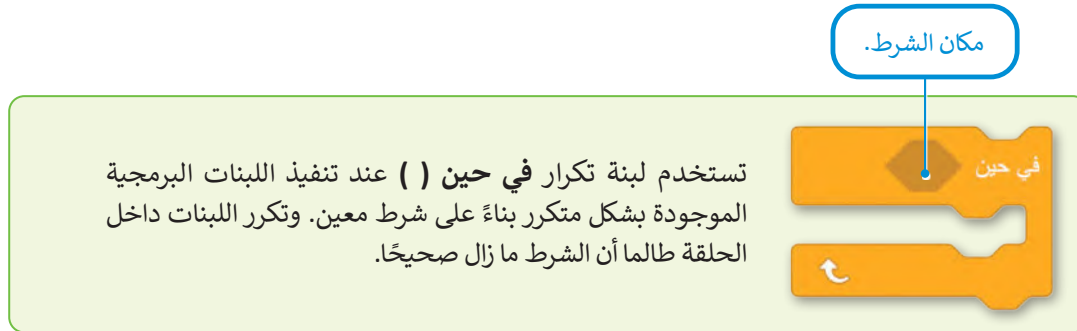 مكان الشرط.
في حين
تستخدم لبنة تكرار في حين ( ) عند تنفيذ اللبنات البرمجية
الموجودة بشكل متكرر بناءً على شرط معين. وتكرر اللبنات داخل
الحلقة طالما أن الشرط ما زال صحيحًا.